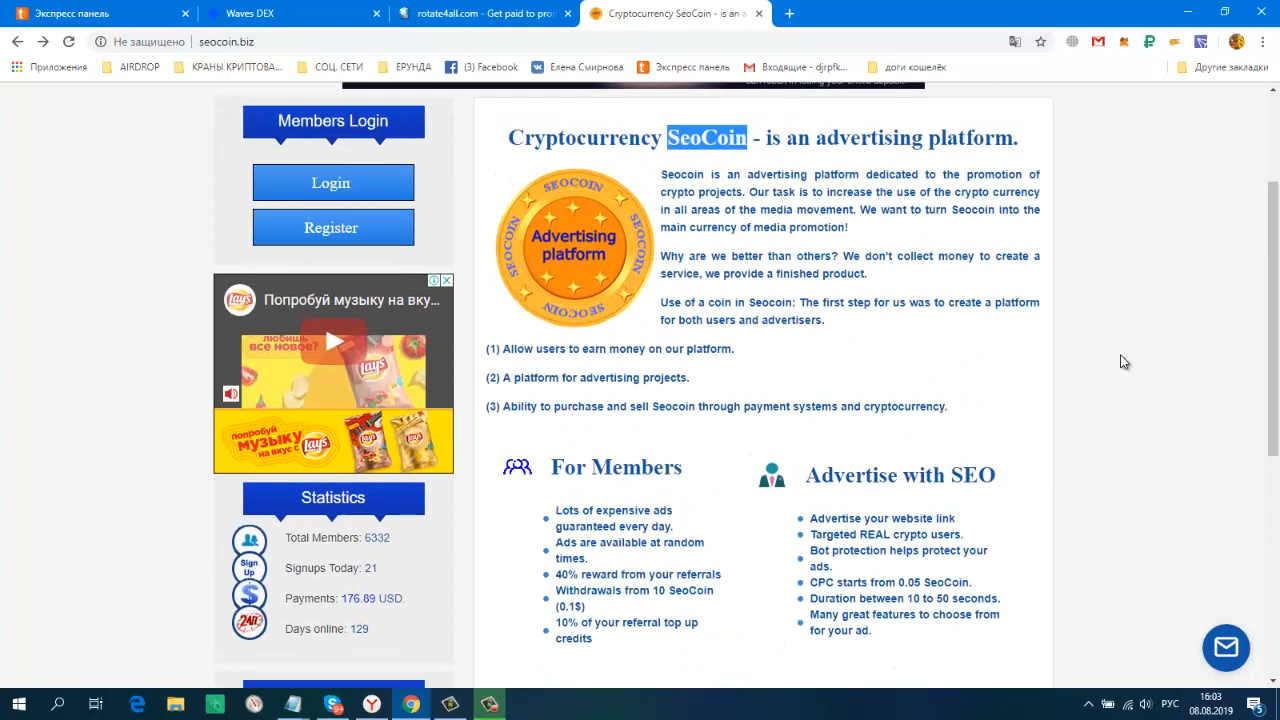 Экспресс панель
Waves DEX
rotate4all.com - Get paid to pron
Cryptocurrency SeoCoin - is an a
Не защищено
seocoin.biz
Приложения
AIRDROP
КРАНЫ КРИПТОВА...
СОЦ. СЕТИ
ЕРУНДА
(3) Facebook
Елена Смирнова
Экспресс панель
Входящие - djrpfk...
доги кошелёк
Другие закладки
Members Login
Login
Register
Lay's
Попробуй музыку на вку...
любишь
все новое?
Lay's
попробуй
музыку
на вкус с
Lay's
Statistics
Total Members: 6332
Sign Up
Signups Today: 21
Payments: 176.89 USD.
24
Days online: 129
Cryptocurrency SeoCoin - is an advertising platform.
SEOCOIN
SEOCOIN
SEOCOIN
SEOCOIN
Advertising
platform
Seocoin is an advertising platform dedicated to the promotion of
crypto projects. Our task is to increase the use of the crypto currency
in all areas of the media movement. We want to turn Seocoin into the
main currency of media promotion!
Why are we better than others? We don't collect money to create a
service, we provide a finished product.
Use of a coin in Seocoin: The first step for us was to create a platform
for both users and advertisers.
(1) Allow users to earn money on our platform.
(2) A platform for advertising projects.
(3) Ability to purchase and sell Seocoin through payment systems and cryptocurrency.
For Members
Lots of expensive ads
guaranteed every day.
Ads are available at random
times.
40% reward from your referrals
Withdrawals from 10 SeoCoin
(0.1$)
10% of your referral top up
credits
Advertise with SEO
Advertise your website link
Targeted REAL crypto users.
Bot protection helps protect your
ads.
CPC starts from 0.05 SeoCoin.
Duration between 10 to 50 seconds.
Many great features to choose from
for your ad.
РУС
16:03
08.08.2019
5